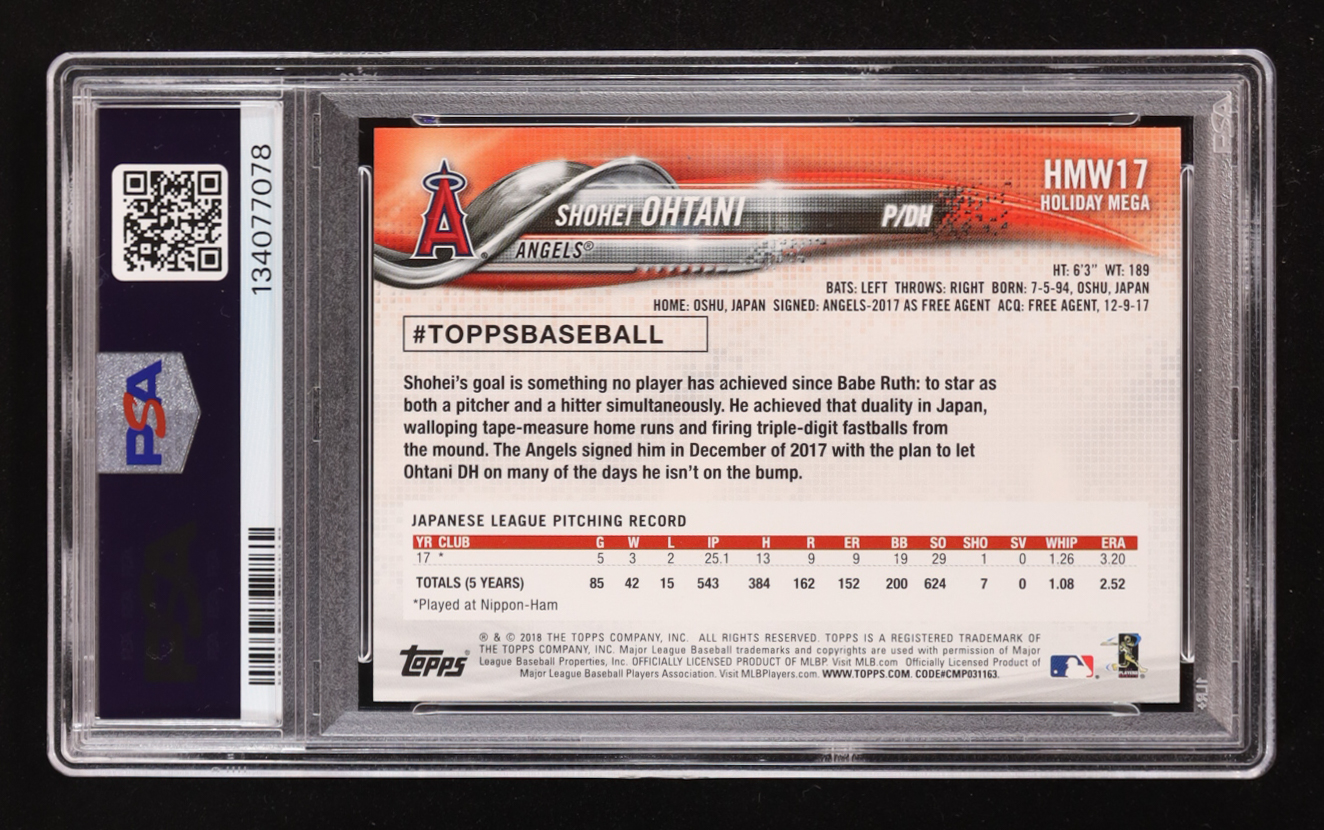 134077078
PSA
HMW17
HOLIDAY MEGA
SHOHEI OHTANI P/DH
ANGELS®
HT: 6'3" WT: 189
BATS: LEFT THROWS: RIGHT BORN: 7-5-94, OSHU, JAPAN
HOME: OSHU, JAPAN SIGNED: ANGELS-2017 AS FREE AGENT ACQ: FREE AGENT, 12-9-17
#TOPPSBASEBALL
Shohei's goal is something no player has achieved since Babe Ruth: to star as
both a pitcher and a hitter simultaneously. He achieved that duality in Japan,
walloping tape-measure home runs and firing triple-digit fastballs from
the mound. The Angels signed him in December of 2017 with the plan to let
Ohtani DH on many of the days he isn't on the bump.
JAPANESE LEAGUE PITCHING RECORD
YR CLUB G W L IP H R ER BB SO SHO SV WHIP ERA
17 * 5 3 2 25.1 13 9 9 19 29 1 0 1.26 3.20
TOTALS (5 YEARS) 85 42 15 543 384 162 152 200 624 7 0 1.08 2.52
*Played at Nippon-Ham
Topps®
® & © 2018 THE TOPPS COMPANY, INC. ALL RIGHTS RESERVED. TOPPS IS A REGISTERED TRADEMARK OF
THE TOPPS COMPANY, INC. Major League Baseball trademarks and copyrights are used with permission of Major
League Baseball Properties, Inc. OFFICIALLY LICENSED PRODUCT OF MLBP. Visit MLB.com Officially Licensed Product of
Major League Baseball Players Association. Visit MLBPlayers.com. WWW.TOPPS.COM. CODE#CMP031163.